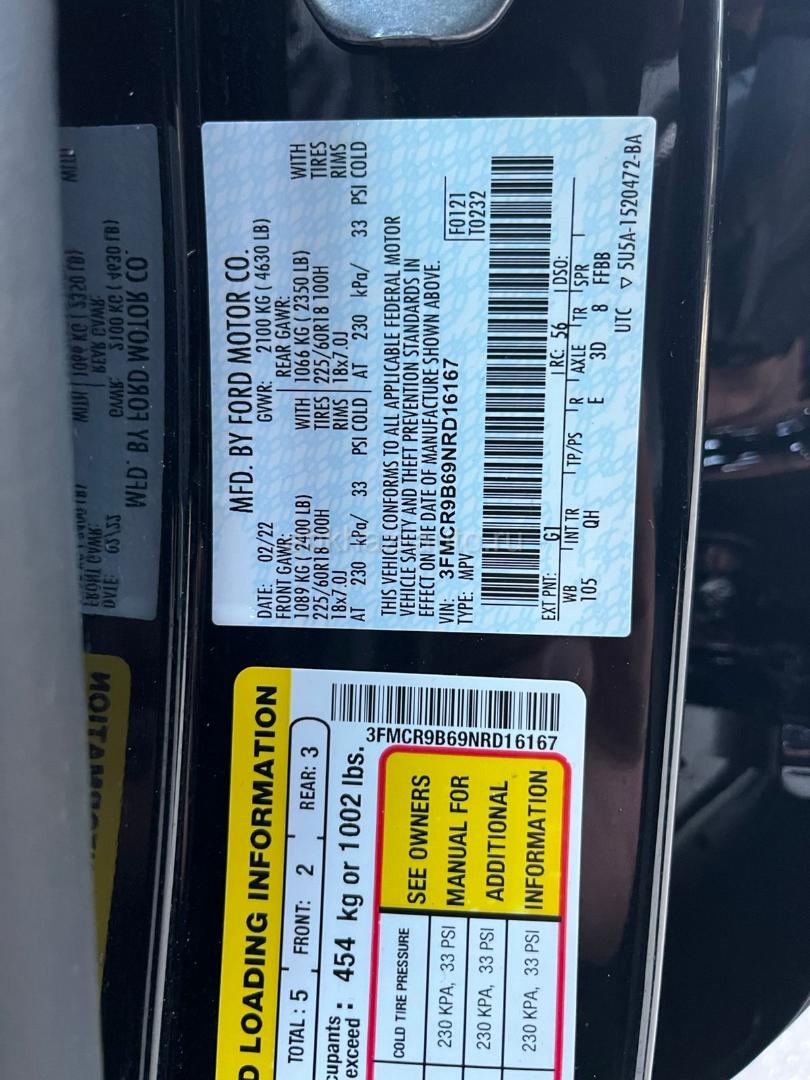 MFD. BY FORD MOTOR CO.
DATE: 02/22 GVWR: 2100 KG ( 4630 LB)
FRONT GAWR: REAR GAWR:
1089 KG ( 2400 LB) WITH 1066 KG ( 2350 LB) WITH
225/60R18 100H TIRES 225/60R18 100H TIRES
18x7.0J RIMS 18x7.0J RIMS
AT 230 kPa/ 33 PSI COLD AT 230 kPa/ 33 PSI COLD
THIS VEHICLE CONFORMS TO ALL APPLICABLE FEDERAL MOTOR
VEHICLE SAFETY AND THEFT PREVENTION STANDARDS IN
EFFECT ON THE DATE OF MANUFACTURE SHOWN ABOVE.
VIN: 3FMCR9B69NRD16167 F0121
TYPE: MPV T0232
EXT PNT: G1 RC: 56 DSO:
WB INT TR TP/PS R AXLE TR SPR
105 QH E 3D 8 FFBB
UTC ▽ 5U5A-1520472-BA
LOADING INFORMATION
TOTAL: 5 FRONT: 2 REAR: 3
exceed : 454 kg or 1002 lbs.
3FMCR9B69NRD16167
COLD TIRE PRESSURE
230 KPA, 33 PSI
230 KPA, 33 PSI
230 KPA, 33 PSI
SEE OWNERS
MANUAL FOR
ADDITIONAL
INFORMATION